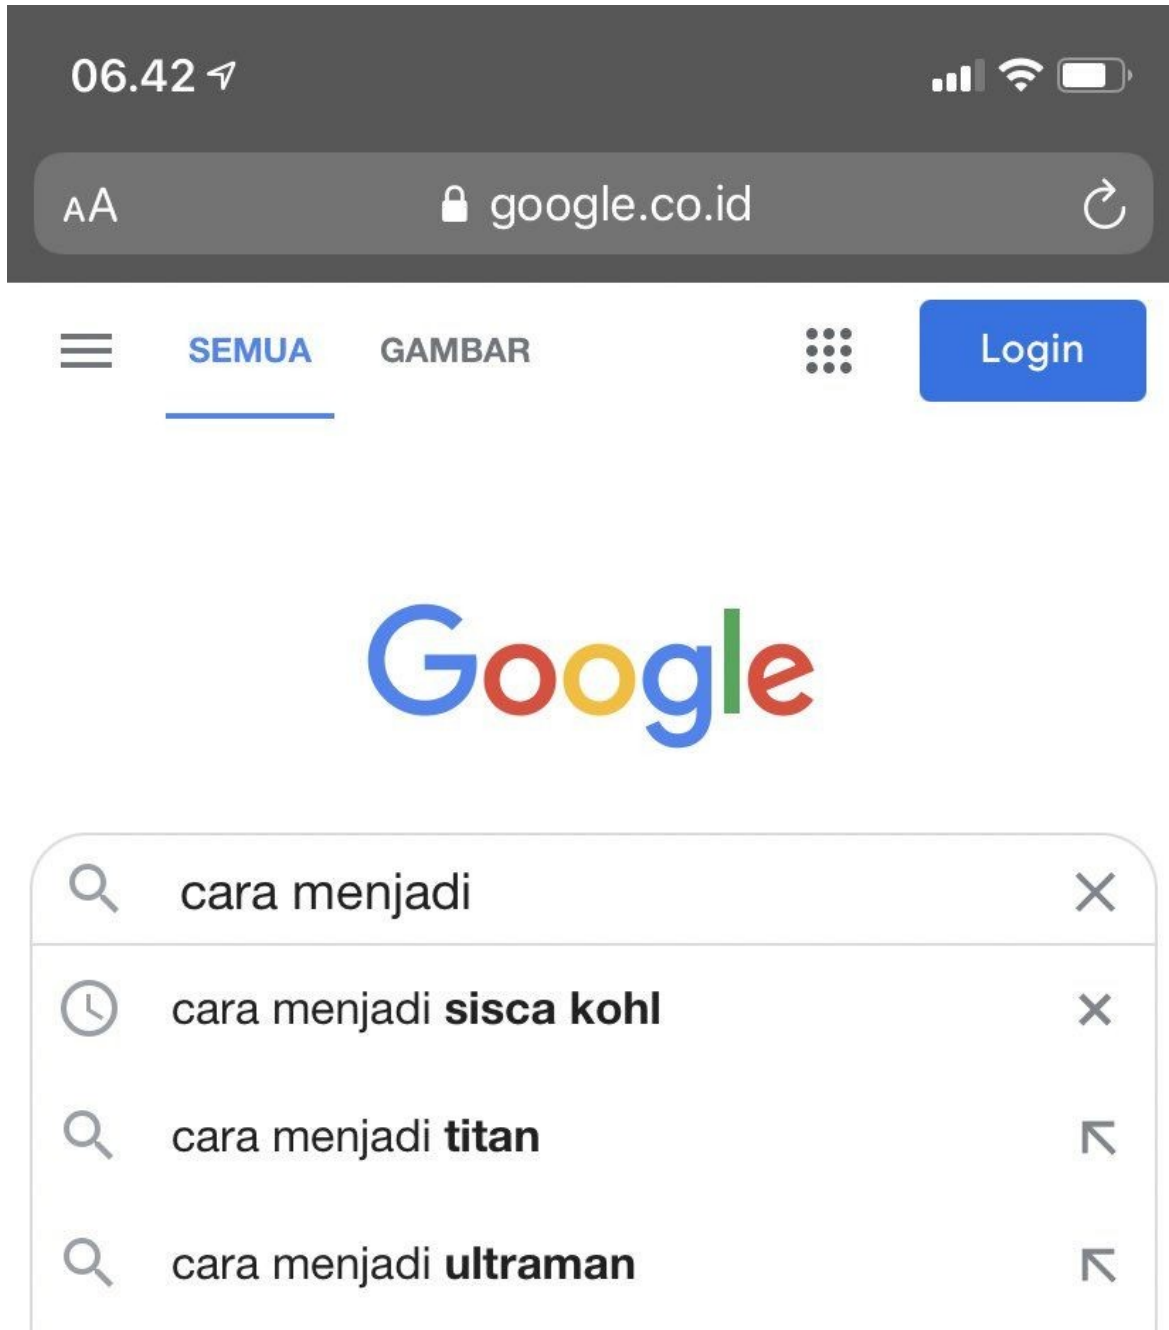 06.42
AA google.co.id
SEMUA GAMBAR Login
Google
cara menjadi
cara menjadi sisca kohl
cara menjadi titan
cara menjadi ultraman